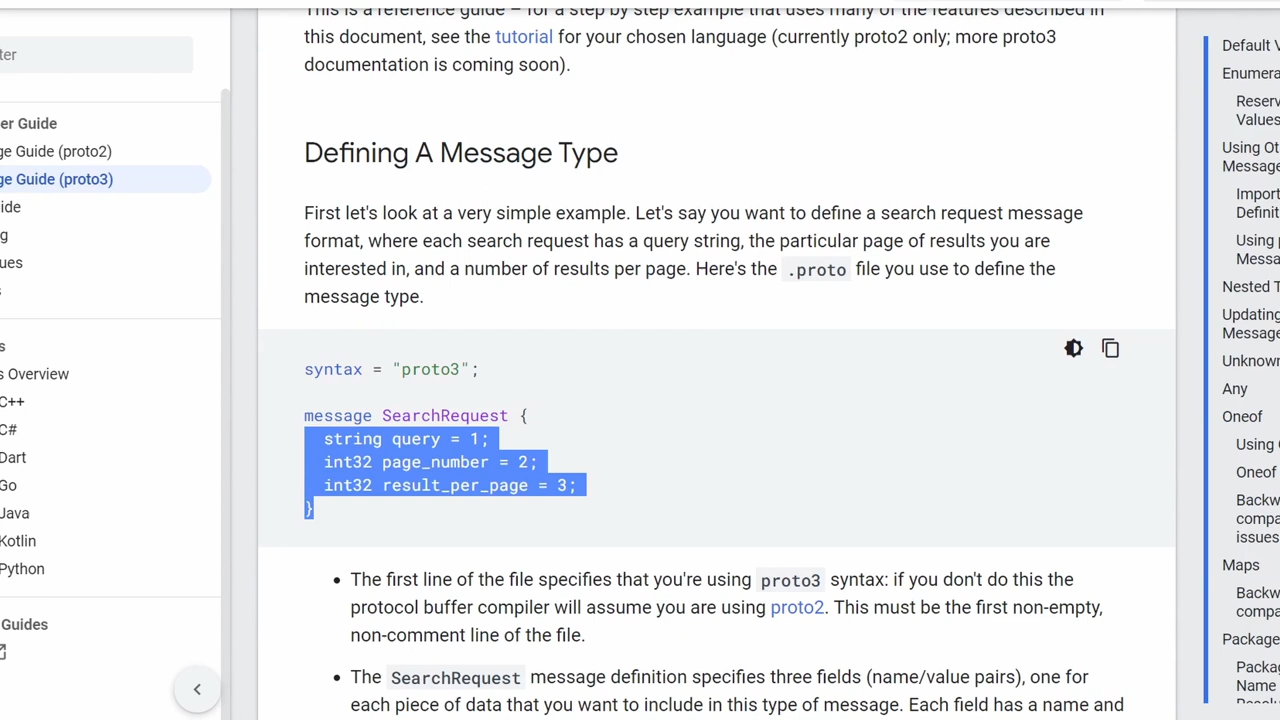 This is a reference guide – for a step by step example that uses many of the features described in
this document, see the tutorial for your chosen language (currently proto2 only; more proto3
documentation is coming soon).
ter
er Guide
ge Guide (proto2)
ge Guide (proto3)
ide
g
ues
s
s
s Overview
C++
C#
Dart
Go
Java
Kotlin
Python
Guides
Defining A Message Type
First let's look at a very simple example. Let's say you want to define a search request message
format, where each search request has a query string, the particular page of results you are
interested in, and a number of results per page. Here's the .proto file you use to define the
message type.
syntax = "proto3";
message SearchRequest {
string query = 1;
int32 page_number = 2;
int32 result_per_page = 3;
}
• The first line of the file specifies that you're using proto3 syntax: if you don't do this the
protocol buffer compiler will assume you are using proto2. This must be the first non-empty,
non-comment line of the file.
• The SearchRequest message definition specifies three fields (name/value pairs), one for
each piece of data that you want to include in this type of message. Each field has a name and
Default V
Enumera
Reserv
Values
Using Ot
Message
Import
Definit
Using
Messa
Nested T
Updating
Message
Unknown
Any
Oneof
Using O
Oneof
Backw
compa
issues
Maps
Backw
compa
Package
Packag
Name